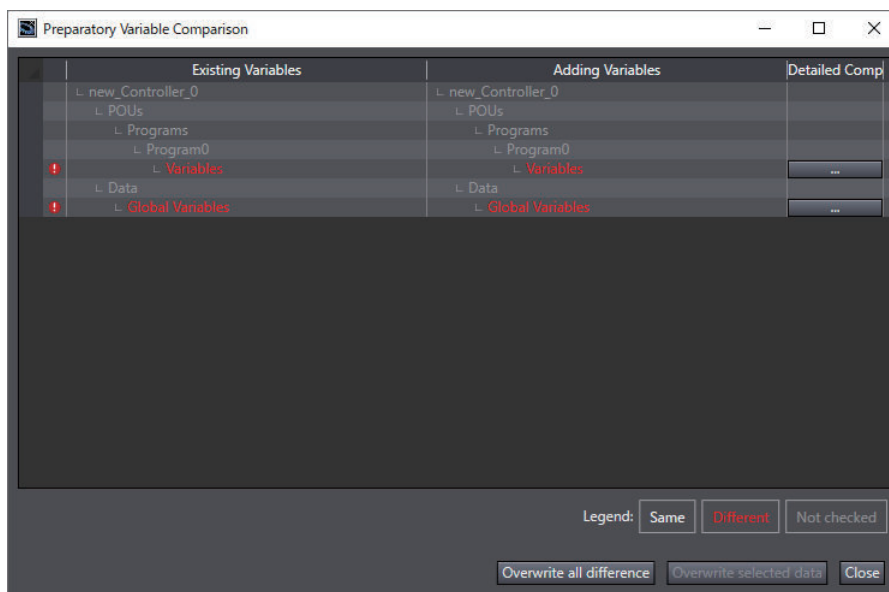 Preparatory Variable Comparison
Existing Variables Adding Variables Detailed Comp
new_Controller_0 new_Controller_0
POUs POUs
Programs Programs
Program0 Program0
Variables Variables ...
Data Data
Global Variables Global Variables ...
Legend: Same Different Not checked
Overwrite all difference Overwrite selected data Close